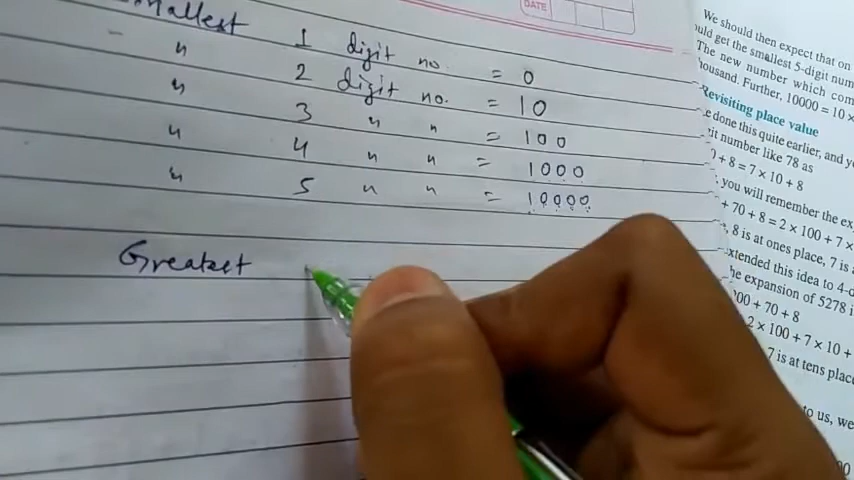 Smallest 1 digit no. = 0
" 2 digit no. = 10
" 3 " " = 100
" 4 " " = 1000
" 5 " " = 10000
Greatest
DATE
We should then expect that on
uld get the smallest 5-digit num
The new number which com
housand. Further, 10000 = 10 ×
Revisiting place value
e done this quite earlier, and yo
it number like 78 as
0 + 8 = 7 × 10 + 8
, you will remember the ex
+ 70 + 8 = 2 × 100 + 7 ×
, 8 is at ones place, 7 is a
xtended this idea to 4-d
he expansion of 5278 i
00 + 70 + 8
2 × 100 + 7 × 10 +
7 is at tens place
to us, we